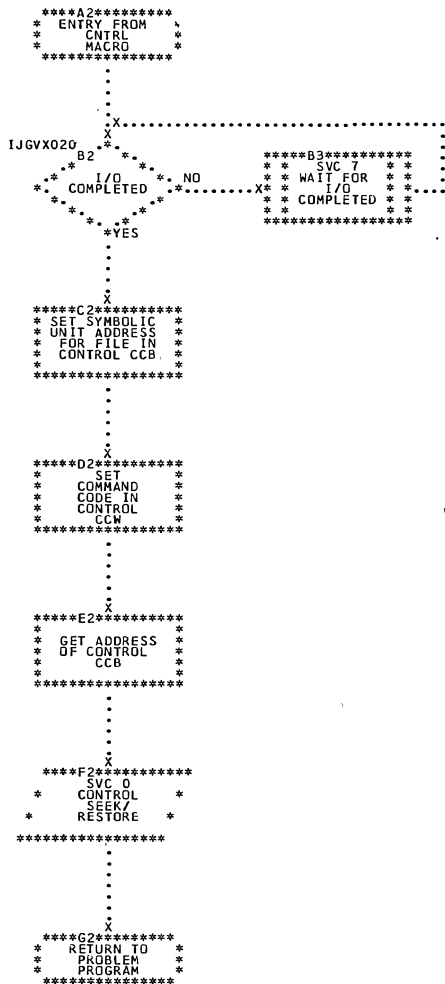 A2
ENTRY FROM
CNTRL
MACRO
IJGVX020
B2
I/O
COMPLETED
NO
YES
B3
SVC 7
WAIT FOR
I/O
COMPLETED
C2
SET SYMBOLIC
UNIT ADDRESS
FOR FILE IN
CONTROL CCB
D2
SET
COMMAND
CODE IN
CONTROL
CCW
E2
GET ADDRESS
OF CONTROL
CCB
F2
SVC 0
CONTROL
SEEK/
RESTORE
G2
RETURN TO
PROBLEM
PROGRAM